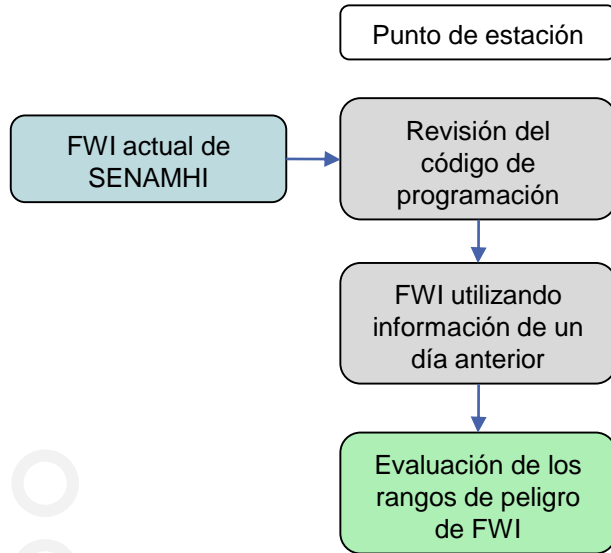 Punto de estación
FWI actual de
SENAMHI
Revisión del
código de
programación
FWI utilizando
información de un
día anterior
Evaluación de los
rangos de peligro
de FWI